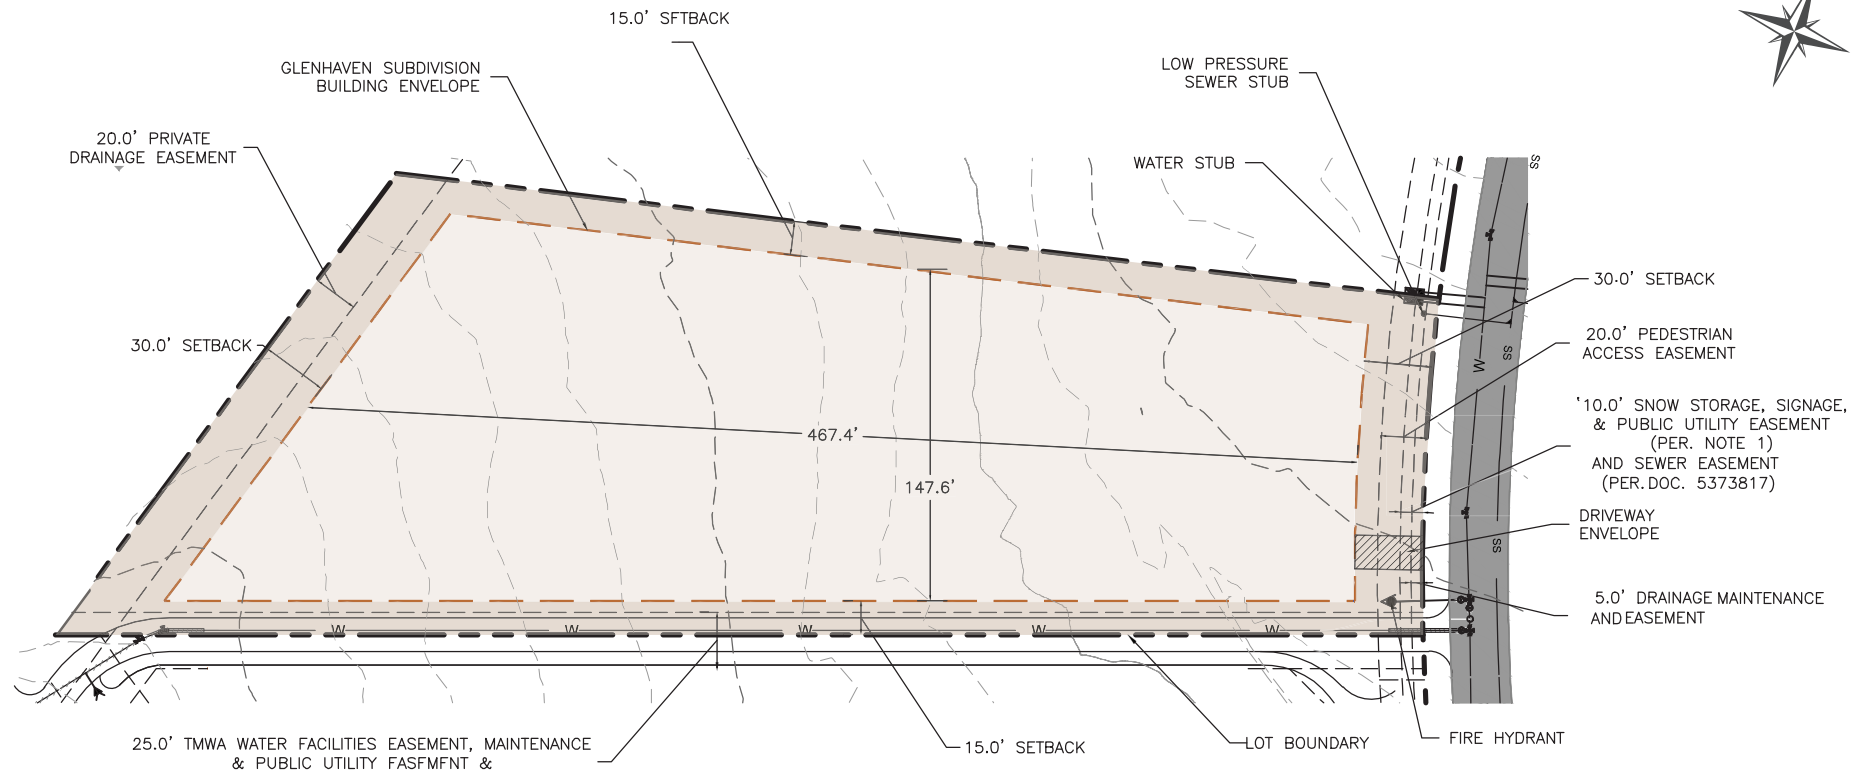 15.0' SFTBACK
GLENHAVEN SUBDIVISION
BUILDING ENVELOPE
LOW PRESSURE
SEWER STUB
20.0' PRIVATE
DRAINAGE EASEMENT
WATER STUB
SS
30.0' SETBACK
20.0' PEDESTRIAN
ACCESS EASEMENT
30.0' SETBACK
W
SS
'10.0' SNOW STORAGE, SIGNAGE,
& PUBLIC UTILITY EASEMENT
(PER. NOTE 1)
AND SEWER EASEMENT
(PER.DOC. 5373817)
467.4'
147.6'
DRIVEWAY
ENVELOPE
SS
5.0' DRAINAGE MAINTENANCE
AND EASEMENT
W W W W W
25.0' TMWA WATER FACILITIES EASEMENT, MAINTENANCE
& PUBLIC UTILITY FASFMFNT &
15.0' SETBACK
LOT BOUNDARY
FIRE HYDRANT